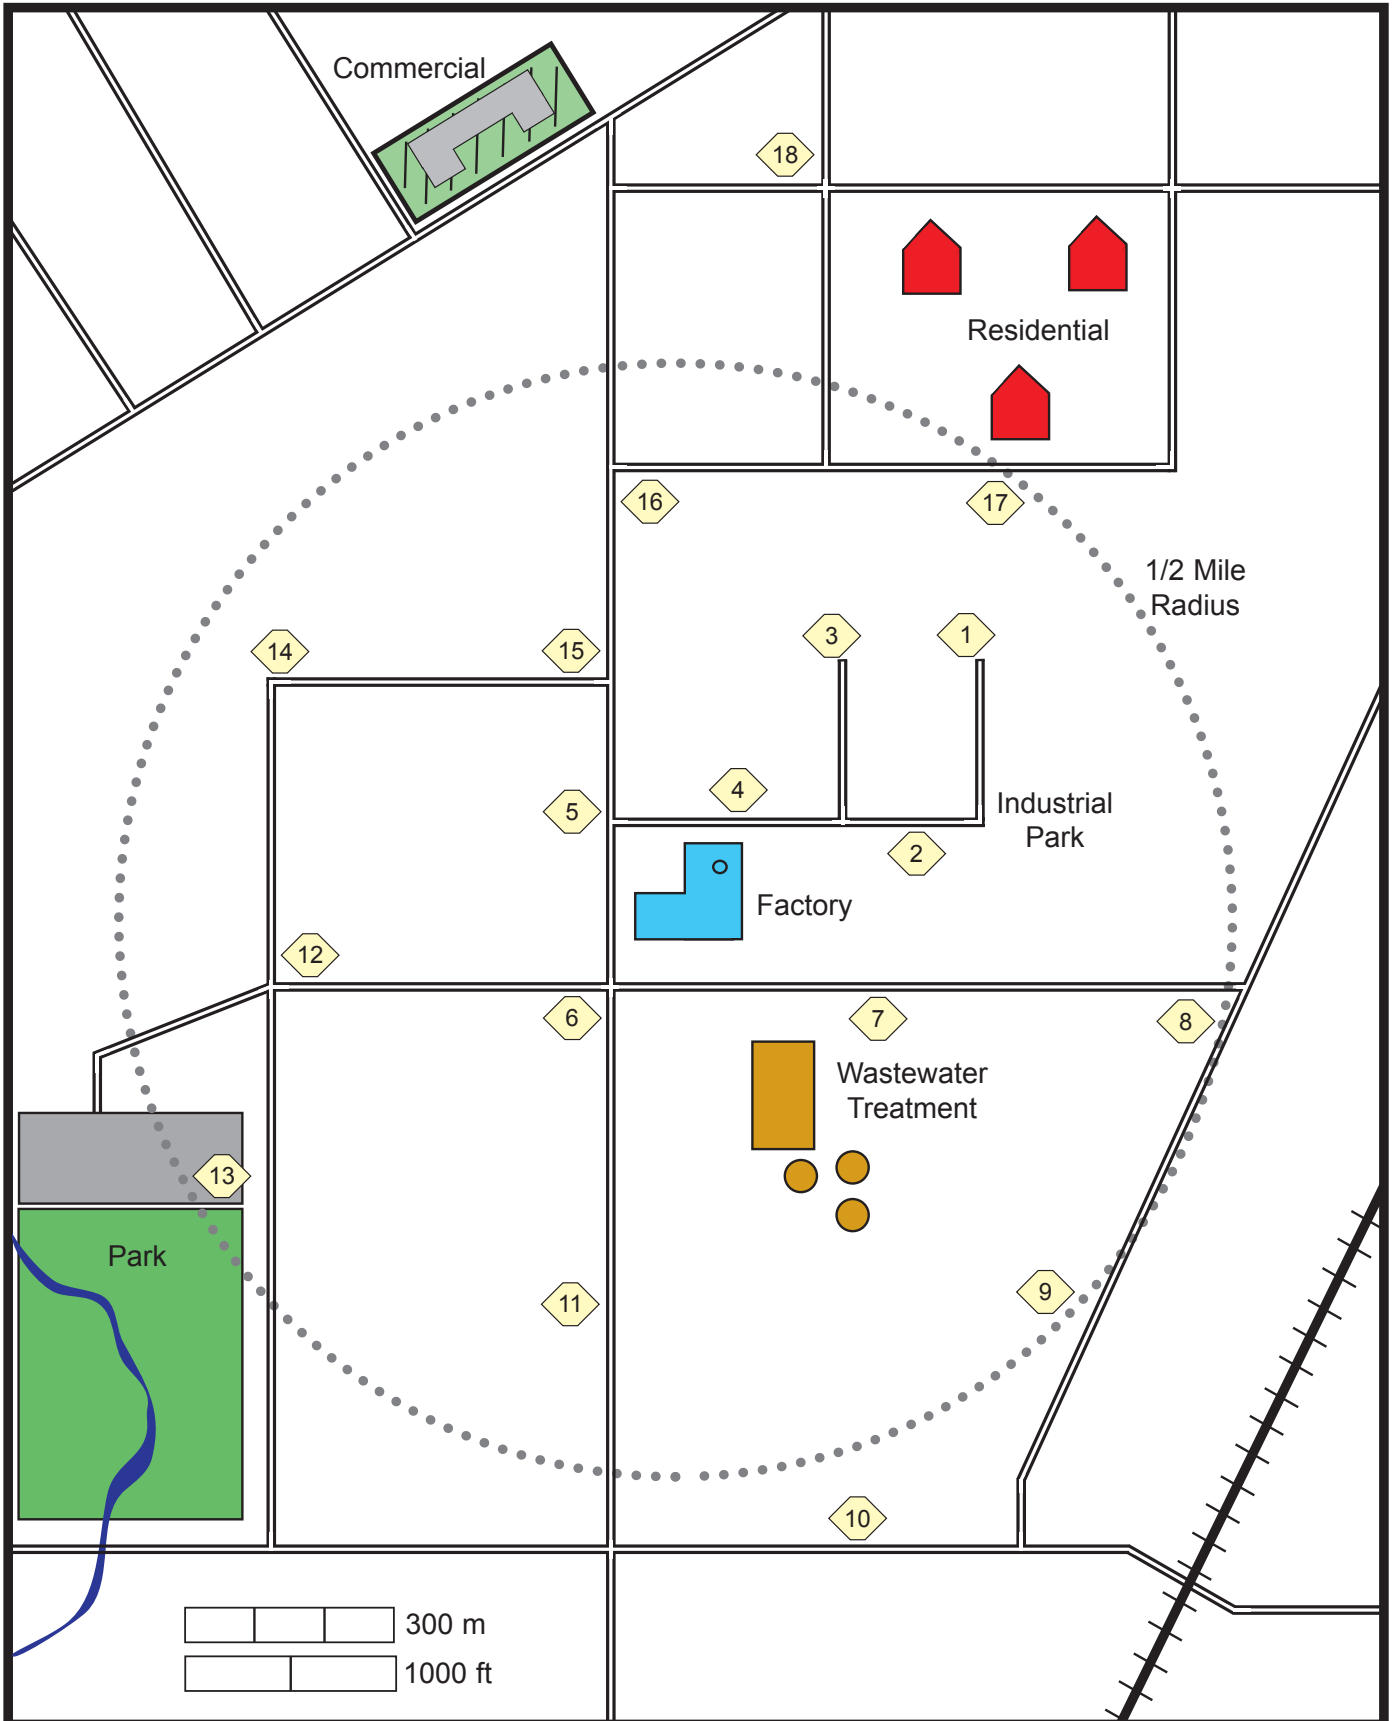 Commercial
18
Residential
16
17
1/2 Mile
Radius
3
1
14
15
4
5
Industrial
Park
2
Factory
12
6
7
8
Wastewater
Treatment
13
Park
9
11
10
300 m
1000 ft